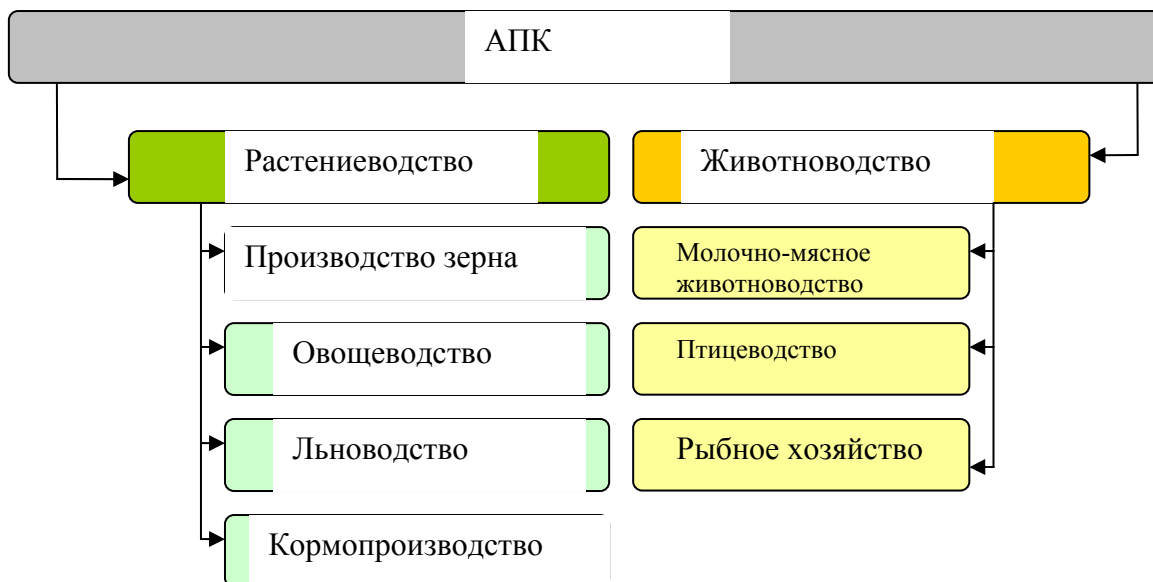 АПК
Растениеводство
Животноводство
Производство зерна
Молочно-мясное
животноводство
Овощеводство
Птицеводство
Льноводство
Рыбное хозяйство
Кормопроизводство